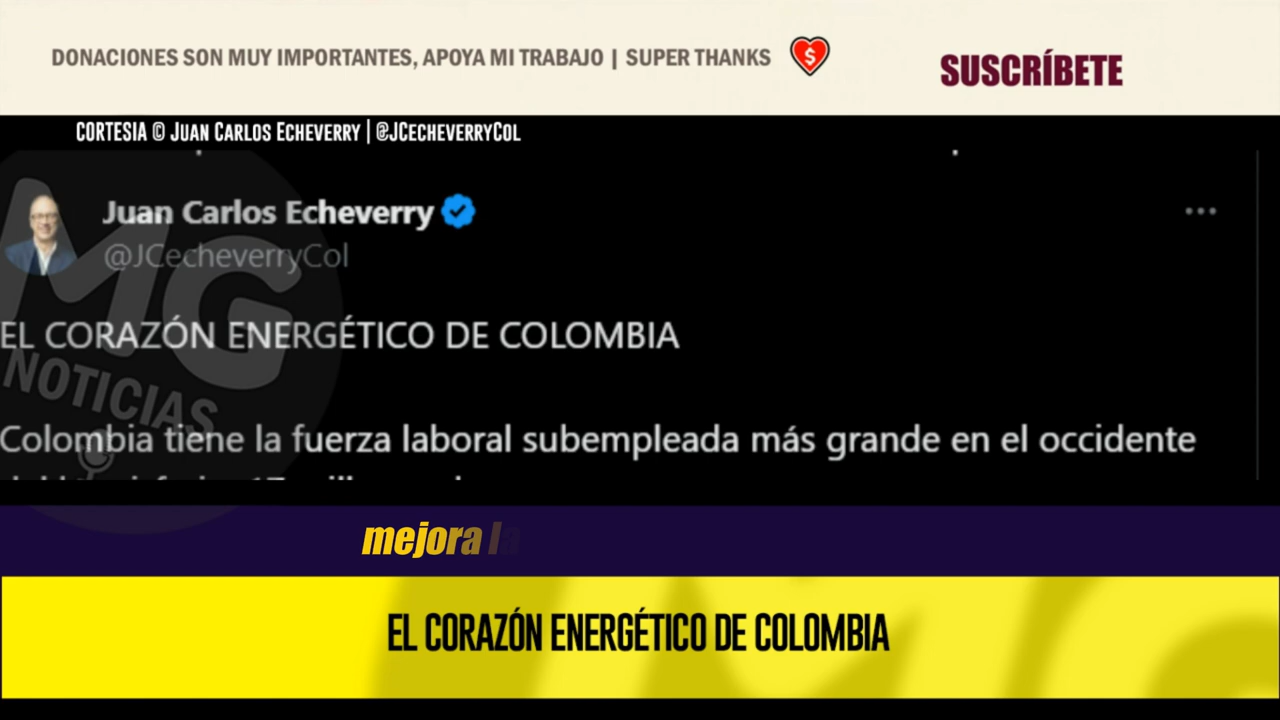 DONACIONES SON MUY IMPORTANTES, APOYA MI TRABAJO | SUPER THANKS
SUSCRÍBETE
CORTESIA © JUAN CARLOS ECHEVERRY | @JCECHEVERRYCOL
Juan Carlos Echeverry
@JCecheverryCol
EL CORAZÓN ENERGÉTICO DE COLOMBIA
MG
NOTICIAS
Colombia tiene la fuerza laboral subempleada más grande en el occidente
mejora la
EL CORAZÓN ENERGÉTICO DE COLOMBIA